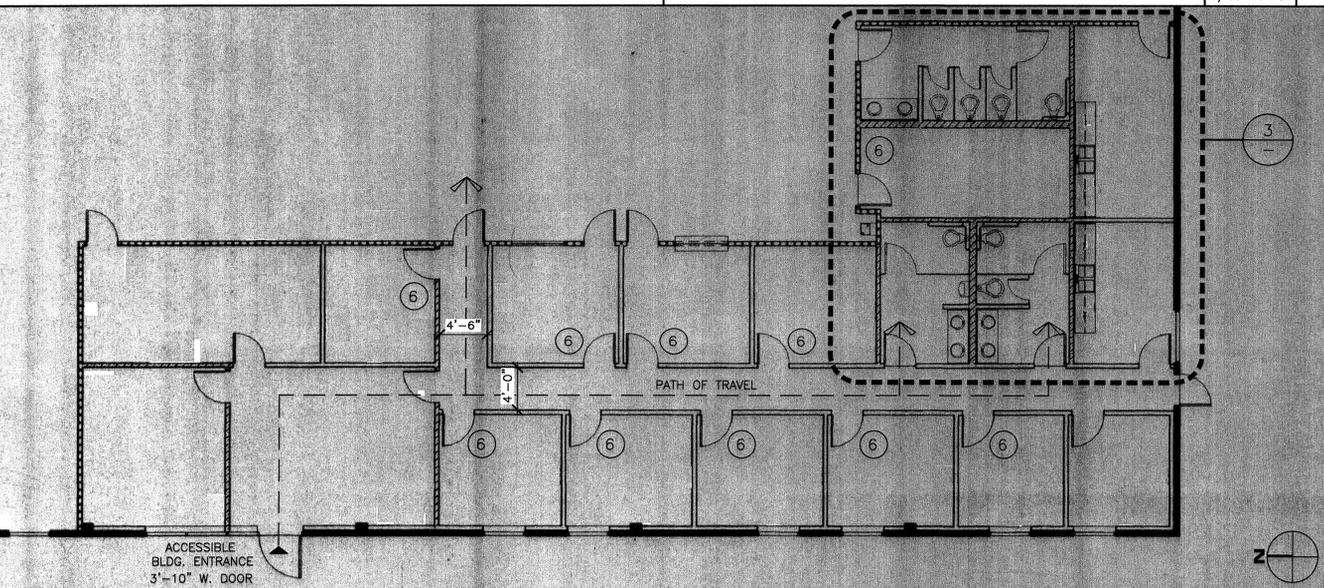 3
–
6
6
4'-6"
6
6
6
4'-0"
PATH OF TRAVEL
6
6
6
6
6
ACCESSIBLE
BLDG. ENTRANCE
3'-10" W. DOOR
N